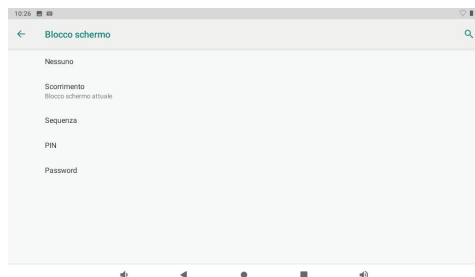 10:26
Blocco schermo
Nessuno
Scorrimento
Blocco schermo attuale
Sequenza
PIN
Password